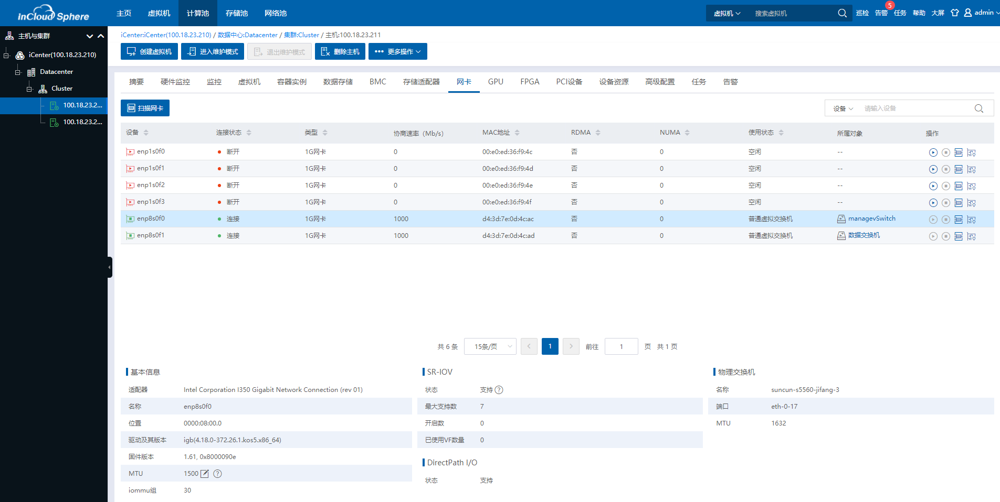 inCloud Sphere 主页 虚拟机 计算池 存储池 网络池 虚拟机 搜索虚拟机 巡检 告警 5 任务 帮助 大屏 admin
主机与集群
iCenter(100.18.23.210)
Datacenter
Cluster
100.18.23.2...
100.18.23.2...
iCenter:iCenter(100.18.23.210) / 数据中心:Datacenter / 集群:Cluster / 主机:100.18.23.211
创建虚拟机 进入维护模式 退出维护模式 删除主机 更多操作
摘要 硬件监控 监控 虚拟机 容器实例 数据存储 BMC 存储适配器 网卡 GPU FPGA PCI设备 设备资源 高级配置 任务 告警
扫描网卡 设备 请输入设备
设备 连接状态 类型 协商速率（Mb/s） MAC地址 RDMA NUMA 使用状态 所属对象 操作
enp1s0f0 断开 1G网卡 0 00:e0:ed:36:f9:4c 否 0 空闲 --
enp1s0f1 断开 1G网卡 0 00:e0:ed:36:f9:4d 否 0 空闲 --
enp1s0f2 断开 1G网卡 0 00:e0:ed:36:f9:4e 否 0 空闲 --
enp1s0f3 断开 1G网卡 0 00:e0:ed:36:f9:4f 否 0 空闲 --
enp8s0f0 连接 1G网卡 1000 d4:3d:7e:0d:4c:ac 否 0 普通虚拟交换机 managevSwitch
enp8s0f1 连接 1G网卡 1000 d4:3d:7e:0d:4c:ad 否 0 普通虚拟交换机 数据交换机
共 6 条 15条/页 1 前往 1 页 共 1 页
基本信息
适配器 Intel Corporation I350 Gigabit Network Connection (rev 01)
名称 enp8s0f0
位置 0000:08:00.0
驱动及其版本 igb(4.18.0-372.26.1.kos5.x86_64)
固件版本 1.61, 0x8000090e
MTU 1500
iommu组 30
SR-IOV
状态 支持
最大支持数 7
开启数 0
已使用VF数量 0
DirectPath I/O
状态 支持
物理交换机
名称 suncun-s5560-jifang-3
端口 eth-0-17
MTU 1632